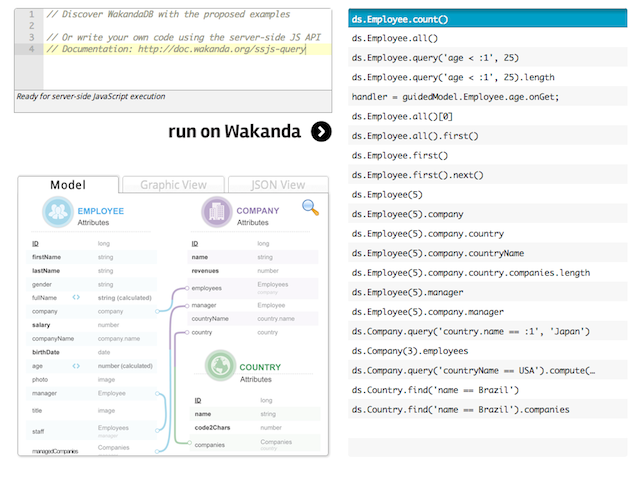 1 // Discover WakandaDB with the proposed examples
2
3 // Or write your own code using the server-side JS API
4 // Documentation: http://doc.wakanda.org/ssjs-query
Ready for server-side JavaScript execution
run on Wakanda
Model Graphic View JSON View
EMPLOYEE
Attributes
ID long
firstName string
lastName string
gender string
fullName <> string (calculated)
company company
salary number
companyName company.name
birthDate date
age <> number (calculated)
photo image
manager Employee
title image
staff Employees
manager
managedCompanies Companies
COMPANY
Attributes
ID long
name string
revenues number
employees Employees
company
manager Employee
countryName country.name
country country
COUNTRY
Attributes
ID long
name string
code2Chars number
companies Companies
country
ds.Employee.count()
ds.Employee.all()
ds.Employee.query('age < :1', 25)
ds.Employee.query('age < :1', 25).length
handler = guidedModel.Employee.age.onGet;
ds.Employee.all()[0]
ds.Employee.all().first()
ds.Employee.first()
ds.Employee.first().next()
ds.Employee(5)
ds.Employee(5).company
ds.Employee(5).company.country
ds.Employee(5).company.countryName
ds.Employee(5).company.country.companies.length
ds.Employee(5).manager
ds.Employee(5).company.manager
ds.Company.query('country.name == :1', 'Japan')
ds.Company(3).employees
ds.Company.query('countryName == USA').compute(…
ds.Country.find('name == Brazil')
ds.Country.find('name == Brazil').companies